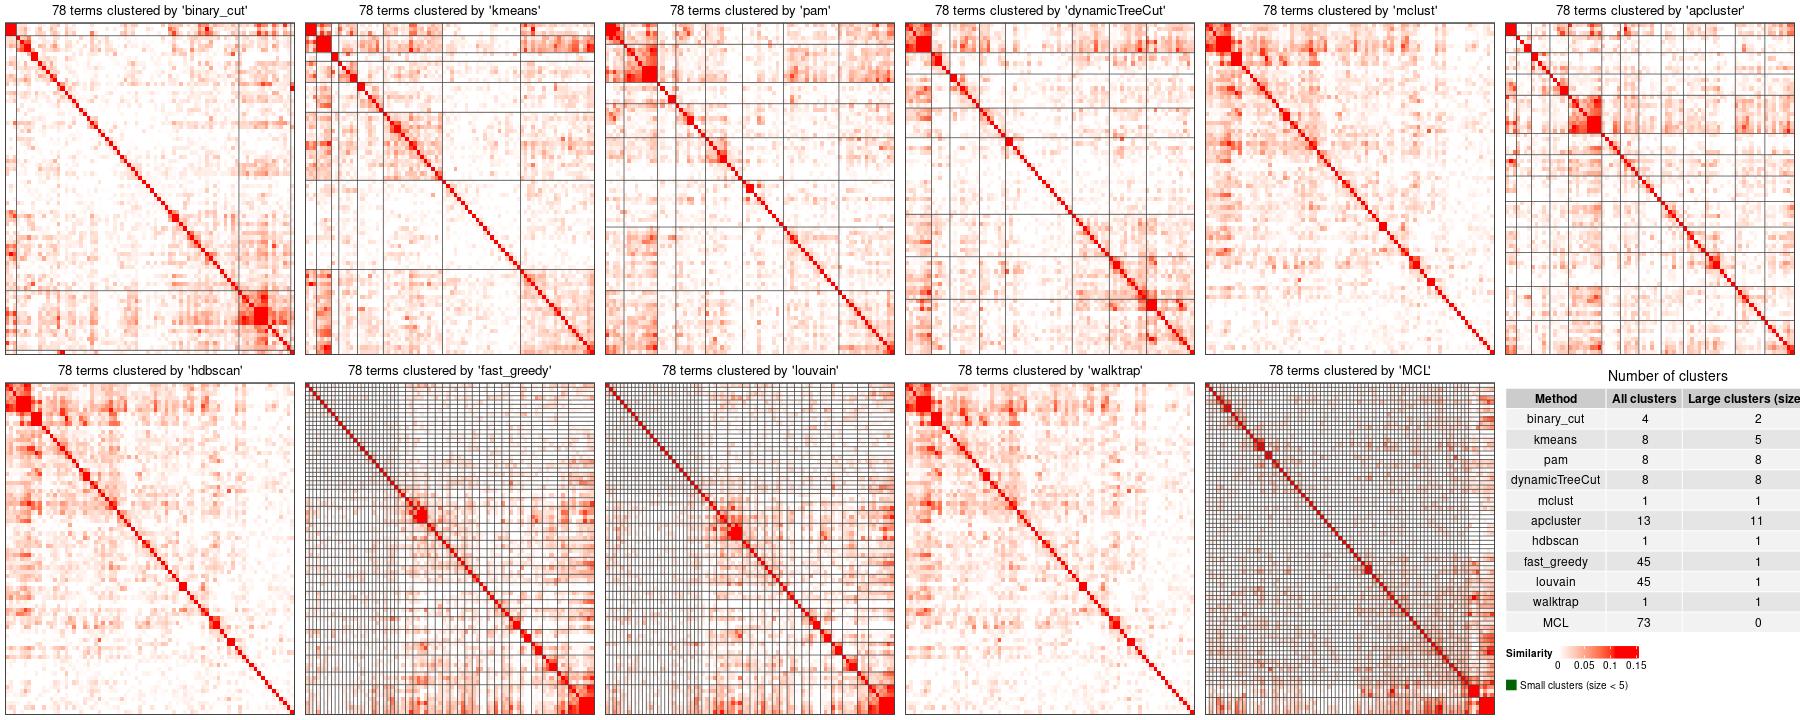 78 terms clustered by 'binary_cut'
78 terms clustered by 'kmeans'
78 terms clustered by 'pam'
78 terms clustered by 'dynamicTreeCut'
78 terms clustered by 'mclust'
78 terms clustered by 'apcluster'
78 terms clustered by 'hdbscan'
78 terms clustered by 'fast_greedy'
78 terms clustered by 'louvain'
78 terms clustered by 'walktrap'
78 terms clustered by 'MCL'
Number of clusters
Method All clusters Large clusters (size
binary_cut 4 2
kmeans 8 5
pam 8 8
dynamicTreeCut 8 8
mclust 1 1
apcluster 13 11
hdbscan 1 1
fast_greedy 45 1
louvain 45 1
walktrap 1 1
MCL 73 0
Similarity
0 0.05 0.1 0.15
Small clusters (size < 5)